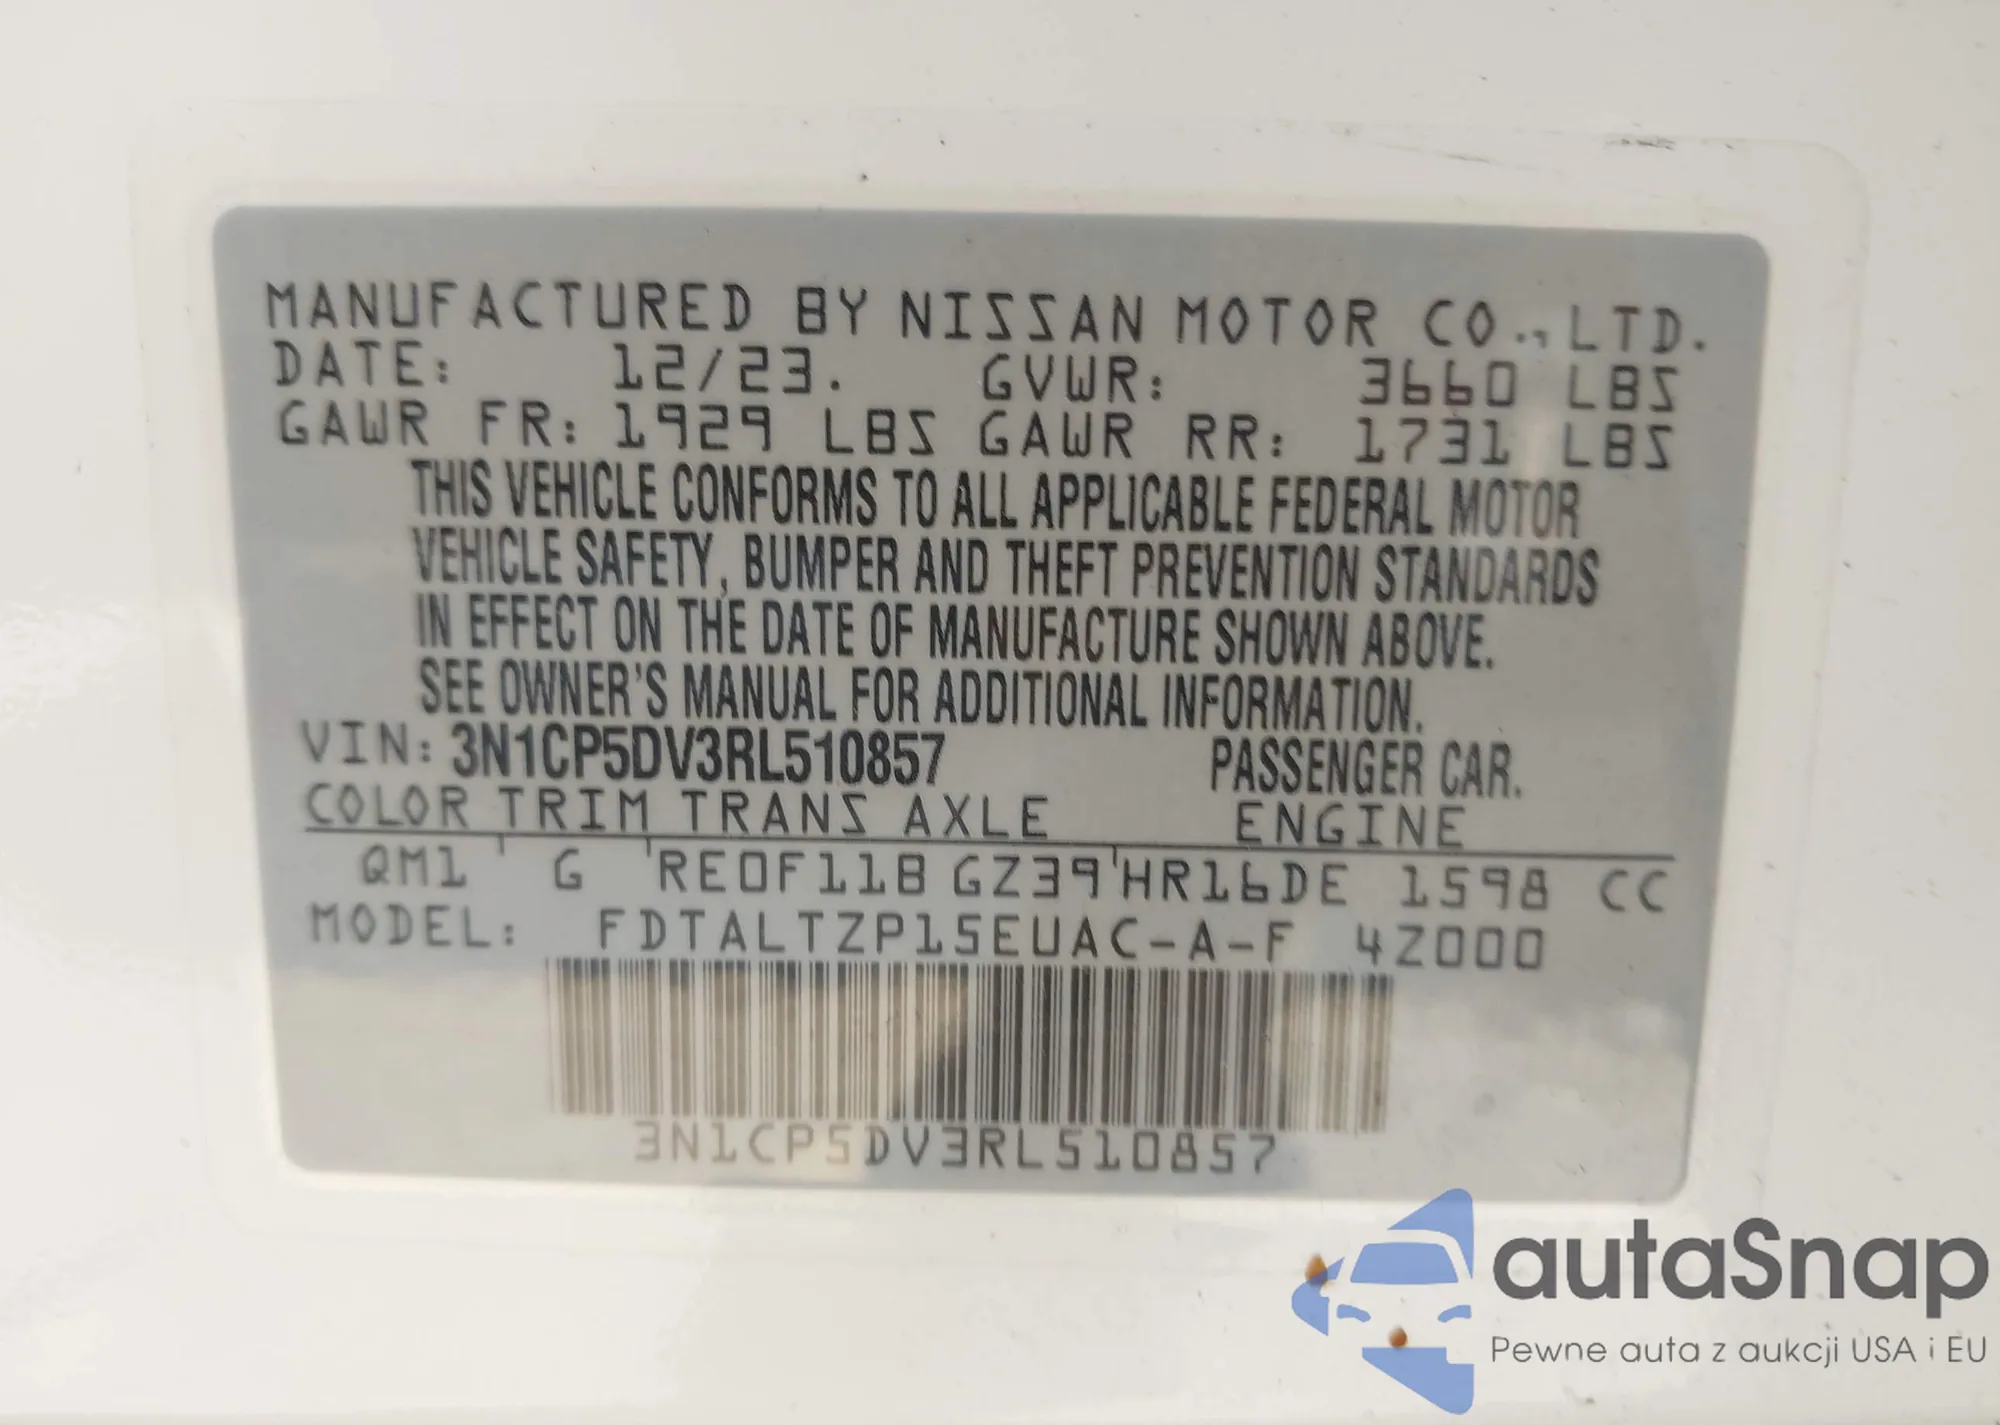 MANUFACTURED BY NISSAN MOTOR CO.,LTD.
DATE: 12/23. GVWR: 3660 LBS
GAWR FR: 1929 LBS GAWR RR: 1731 LBS
THIS VEHICLE CONFORMS TO ALL APPLICABLE FEDERAL MOTOR
VEHICLE SAFETY, BUMPER AND THEFT PREVENTION STANDARDS
IN EFFECT ON THE DATE OF MANUFACTURE SHOWN ABOVE.
SEE OWNER'S MANUAL FOR ADDITIONAL INFORMATION.
VIN: 3N1CP5DV3RL510857 PASSENGER CAR.
COLOR TRIM TRANS AXLE ENGINE
QM1 G RE0F11B GZ39 HR16DE 1598 CC
MODEL: FDTALTZP15EUAC-A-F 4Z000
3N1CP5DV3RL510857
autaSnap
Pewne auta z aukcji USA i EU